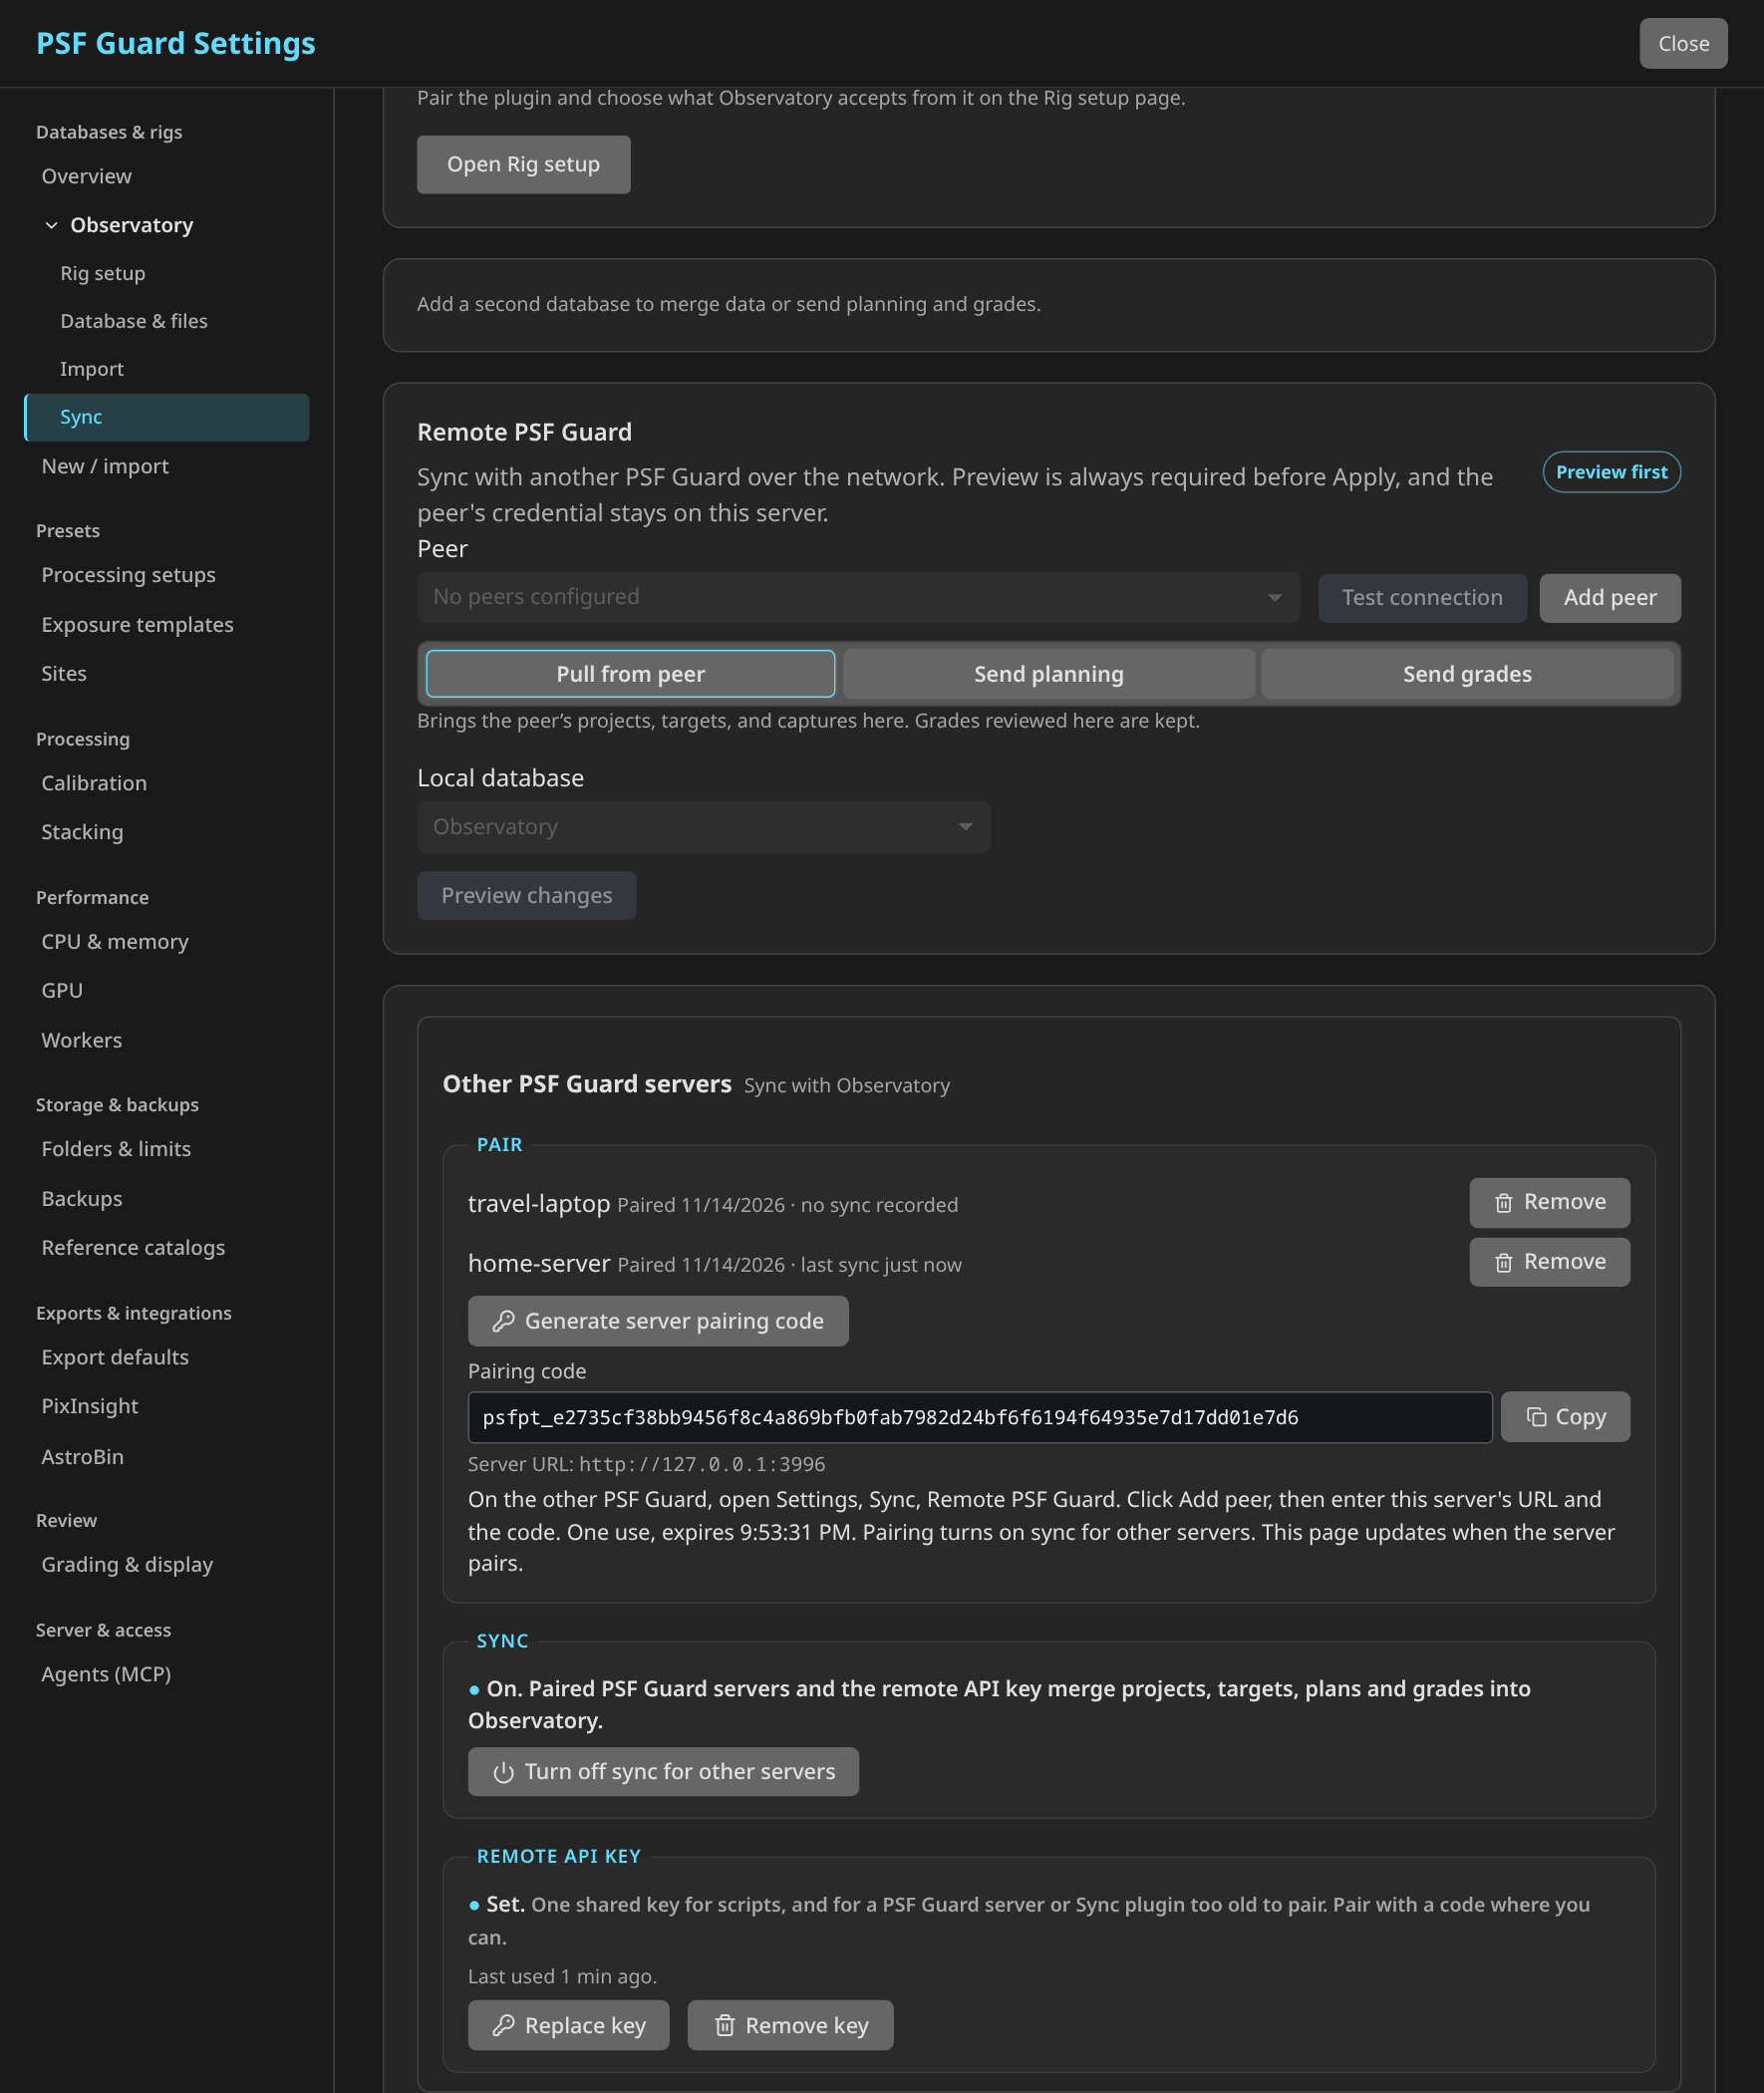 PSF Guard Settings
Close
Databases & rigs
Overview
Observatory
Rig setup
Database & files
Import
Sync
New / import
Presets
Processing setups
Exposure templates
Sites
Processing
Calibration
Stacking
Performance
CPU & memory
GPU
Workers
Storage & backups
Folders & limits
Backups
Reference catalogs
Exports & integrations
Export defaults
PixInsight
AstroBin
Review
Grading & display
Server & access
Agents (MCP)
Pair the plugin and choose what Observatory accepts from it on the Rig setup page.
Open Rig setup
Add a second database to merge data or send planning and grades.
Remote PSF Guard
Sync with another PSF Guard over the network. Preview is always required before Apply, and the
peer's credential stays on this server.
Preview first
Peer
No peers configured
Test connection
Add peer
Pull from peer
Send planning
Send grades
Brings the peer’s projects, targets, and captures here. Grades reviewed here are kept.
Local database
Observatory
Preview changes
Other PSF Guard servers Sync with Observatory
PAIR
travel-laptop Paired 11/14/2026 · no sync recorded
Remove
home-server Paired 11/14/2026 · last sync just now
Remove
Generate server pairing code
Pairing code
psfpt_e2735cf38bb9456f8c4a869bfb0fab7982d24bf6f6194f64935e7d17dd01e7d6
Copy
Server URL: http://127.0.0.1:3996
On the other PSF Guard, open Settings, Sync, Remote PSF Guard. Click Add peer, then enter this server's URL and
the code. One use, expires 9:53:31 PM. Pairing turns on sync for other servers. This page updates when the server
pairs.
SYNC
On. Paired PSF Guard servers and the remote API key merge projects, targets, plans and grades into
Observatory.
Turn off sync for other servers
REMOTE API KEY
Set. One shared key for scripts, and for a PSF Guard server or Sync plugin too old to pair. Pair with a code where you
can.
Last used 1 min ago.
Replace key
Remove key